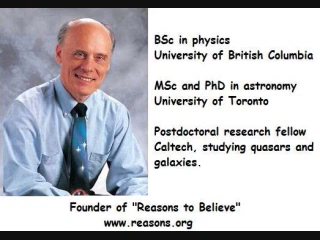 BSc in physics
University of British Columbia
MSc and PhD in astronomy
University of Toronto
Postdoctoral research fellow
Caltech, studying quasars and
galaxies.
Founder of "Reasons to Believe"
www.reasons.org